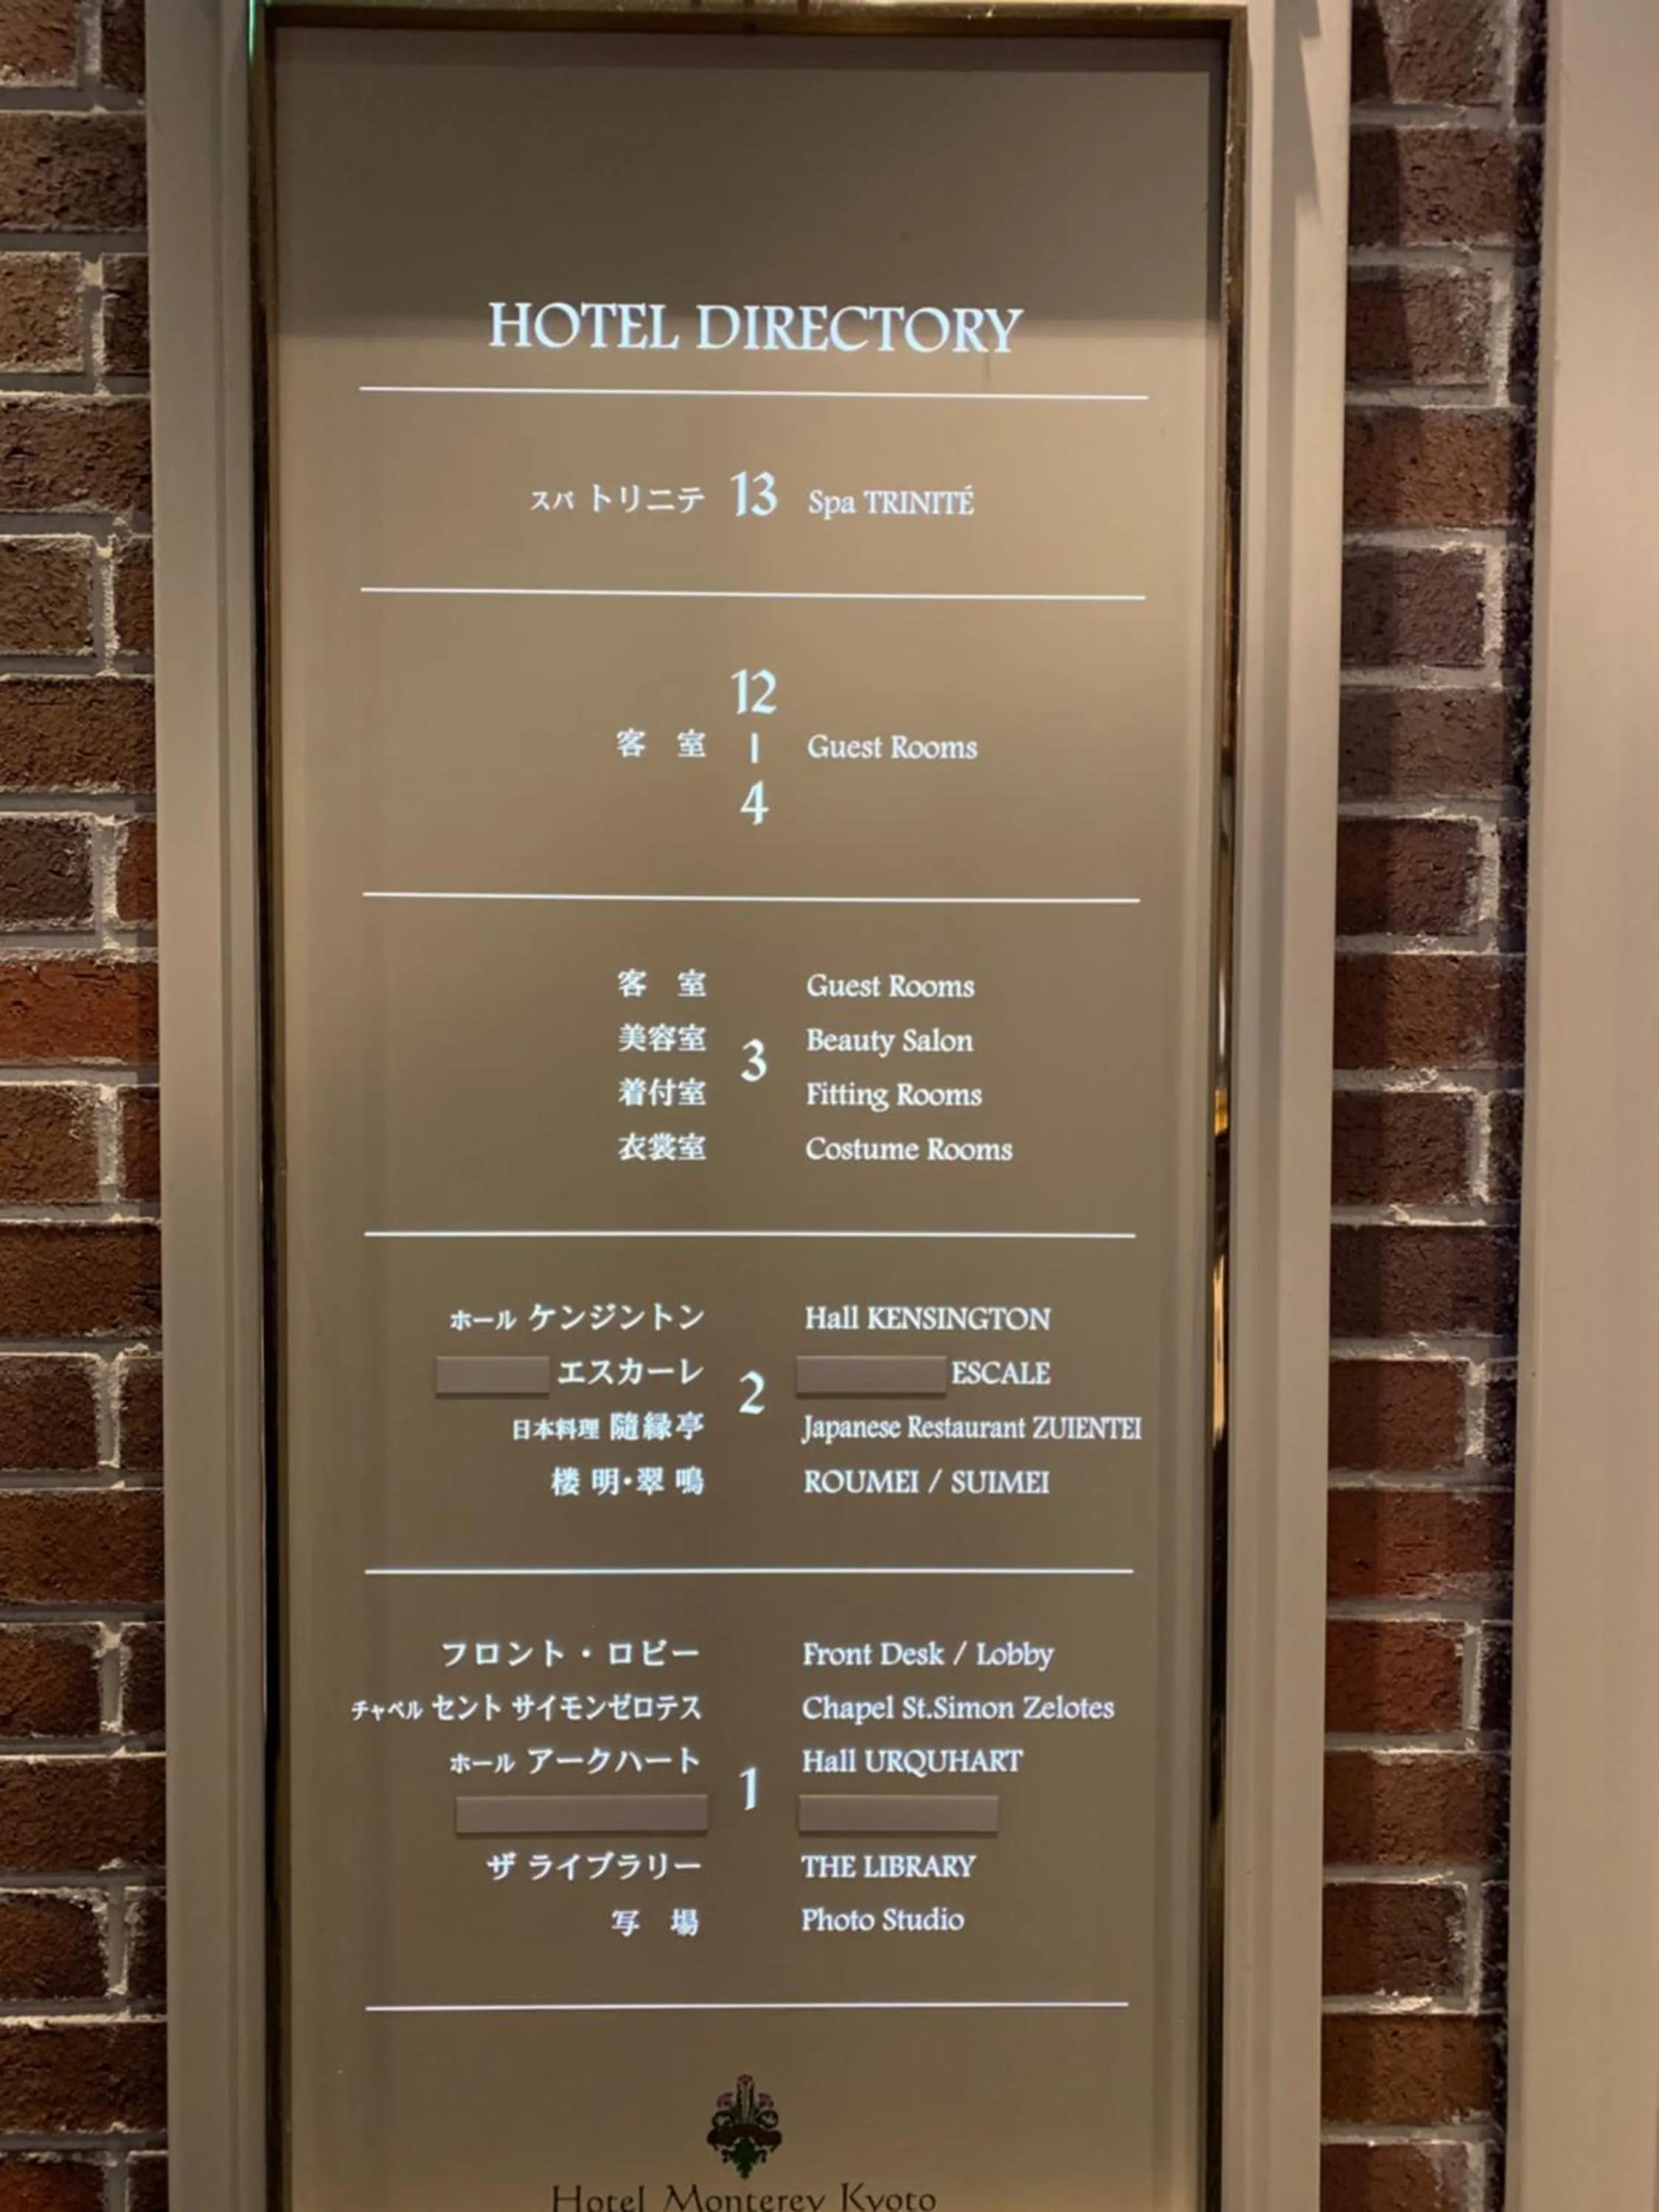 HOTEL DIRECTORY
スパ トリニテ 13 Spa TRINITÉ
12
客 室 | Guest Rooms
4
客 室 Guest Rooms
美容室 Beauty Salon
3
着付室 Fitting Rooms
衣裳室 Costume Rooms
ホール ケンジントン Hall KENSINGTON
エスカーレ 2 ESCALE
日本料理 隨縁亭 Japanese Restaurant ZUIENTEI
楼 明・翠 鳴 ROUMEI / SUIMEI
フロント・ロビー Front Desk / Lobby
チャペル セント サイモンゼロテス Chapel St.Simon Zelotes
ホール アークハート Hall URQUHART
1
ザ ライブラリー THE LIBRARY
写 場 Photo Studio
Hotel Monterey Kyoto